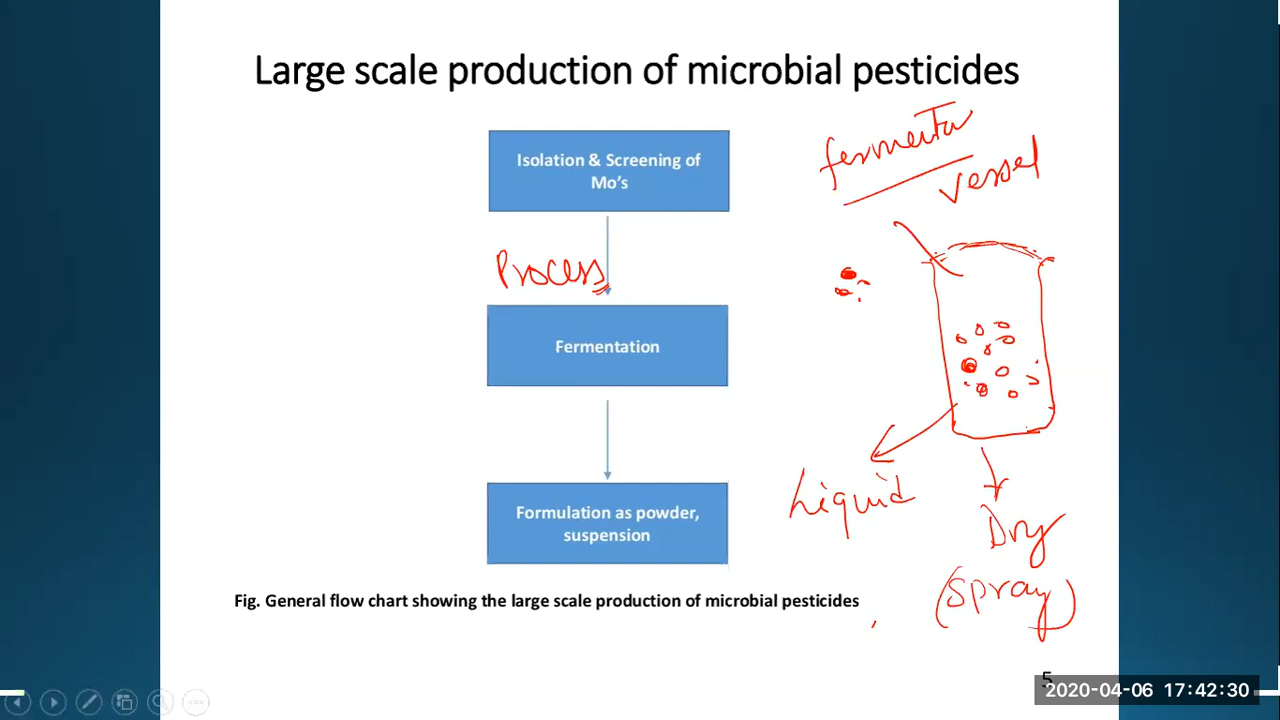 Large scale production of microbial pesticides
Isolation & Screening of
Mo's
Process
Fermentation
Formulation as powder,
suspension
fermenter
vessel
Liquid
Dry
(Spray)
Fig. General flow chart showing the large scale production of microbial pesticides
5
2020-04-06 17:42:30